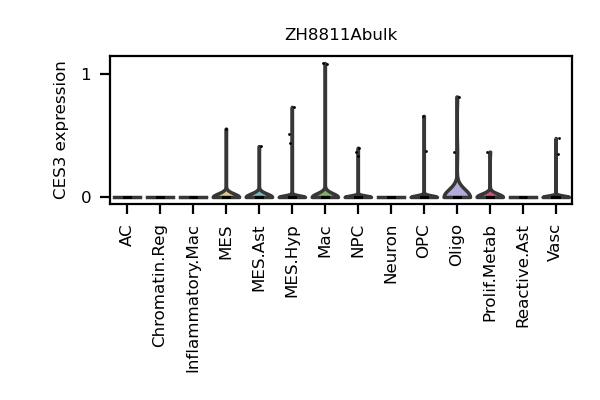 ZH8811Abulk
CES3 expression
1
0
AC
Chromatin.Reg
Inflammatory.Mac
MES
MES.Ast
MES.Hyp
Mac
NPC
Neuron
OPC
Oligo
Prolif.Metab
Reactive.Ast
Vasc